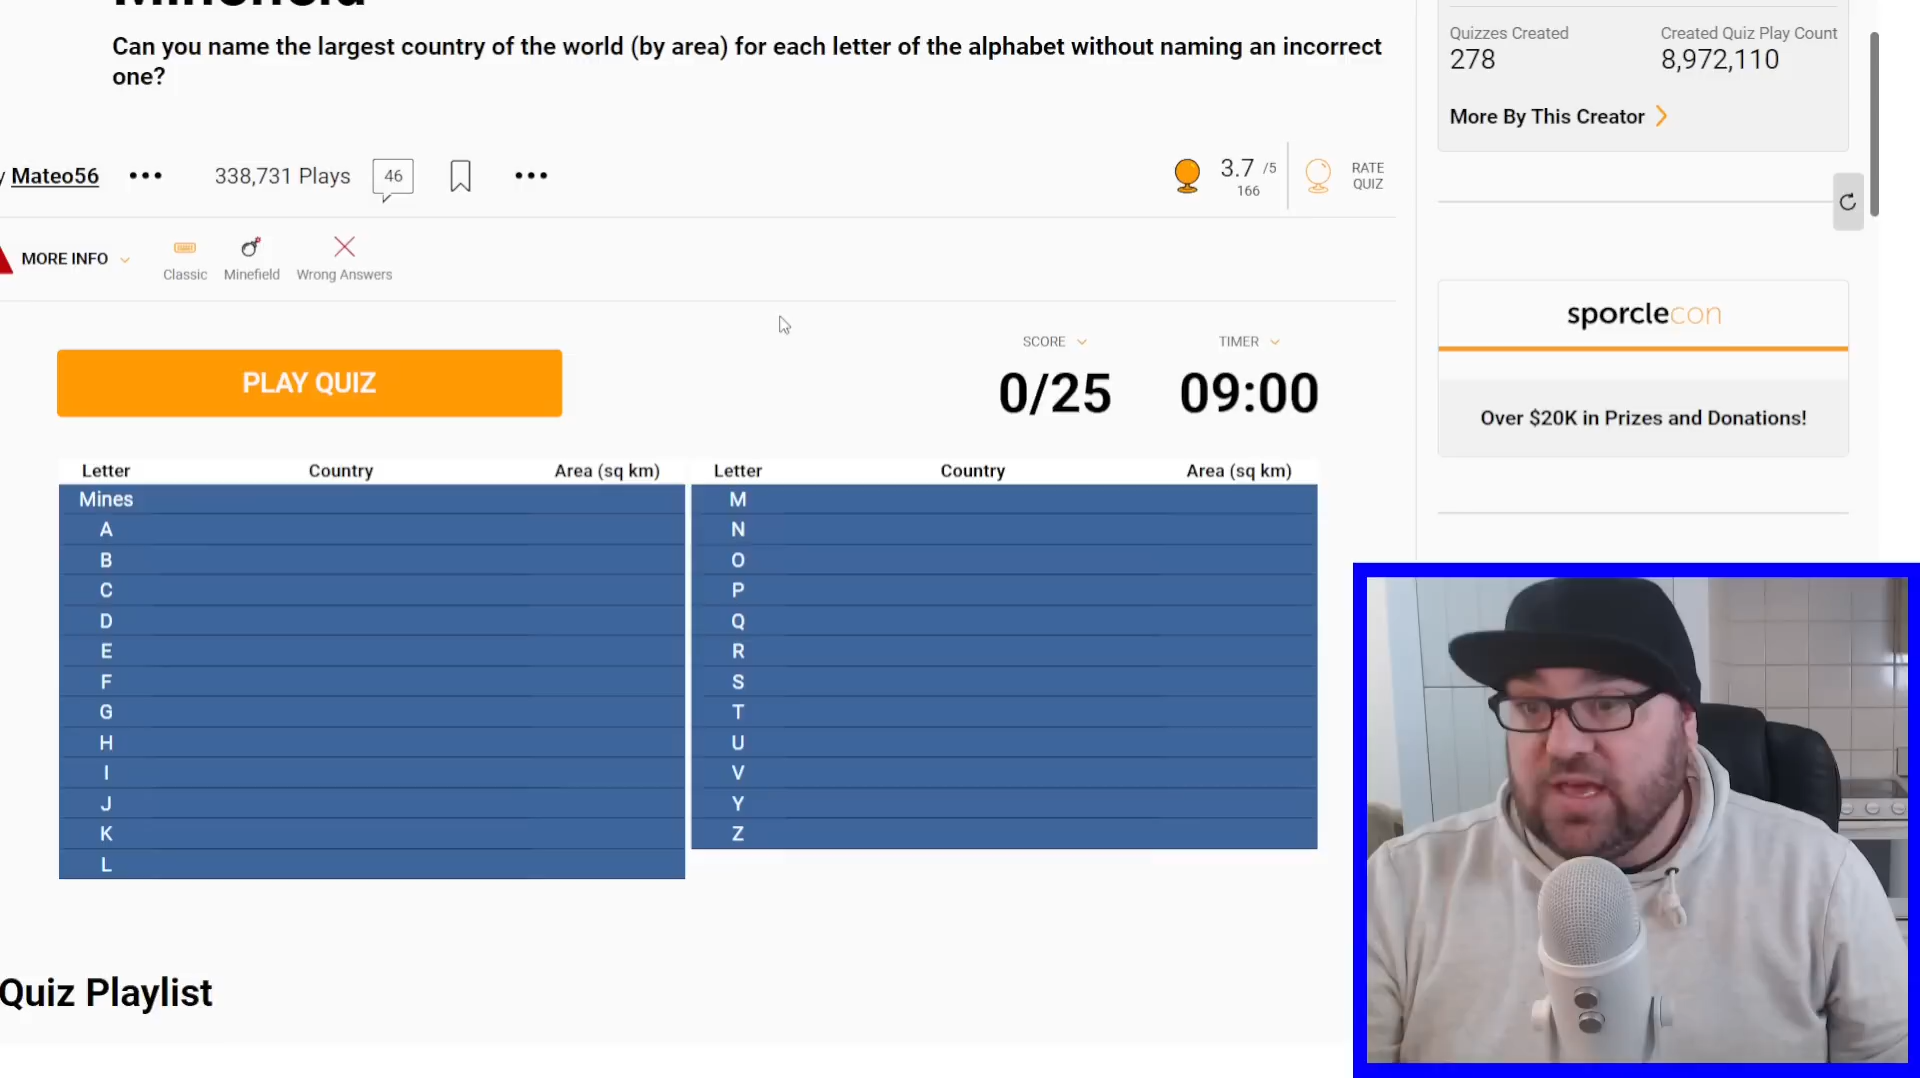 Minefield
Can you name the largest country of the world (by area) for each letter of the alphabet without naming an incorrect
one?
Mateo56
338,731 Plays
46
3.7 /5
166
RATE
QUIZ
MORE INFO
Classic
Minefield
Wrong Answers
PLAY QUIZ
SCORE
0/25
TIMER
09:00
Letter Country Area (sq km)
Mines
A
B
C
D
E
F
G
H
I
J
K
L
Letter Country Area (sq km)
M
N
O
P
Q
R
S
T
U
V
Y
Z
Quiz Playlist
Quizzes Created
278
Created Quiz Play Count
8,972,110
More By This Creator
sporclecon
Over $20K in Prizes and Donations!